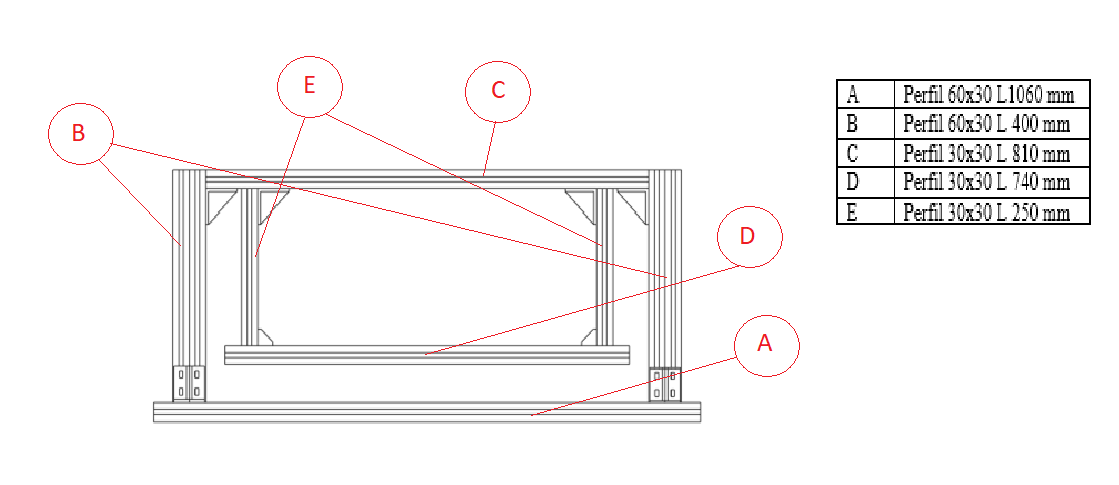 E
C
B
D
A
A Perfil 60x30 L1060 mm
B Perfil 60x30 L 400 mm
C Perfil 30x30 L 810 mm
D Perfil 30x30 L 740 mm
E Perfil 30x30 L 250 mm